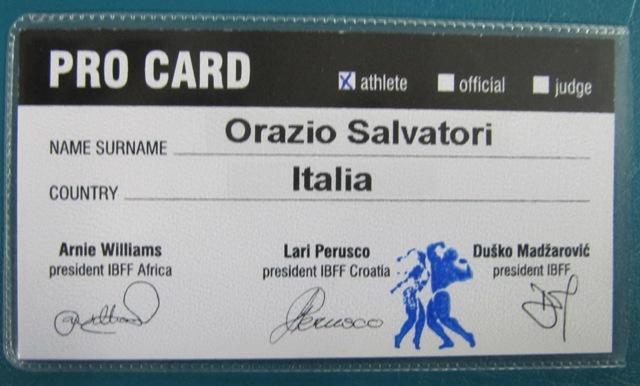 PRO CARD
athlete official judge
NAME SURNAME Orazio Salvatori
COUNTRY Italia
Arnie Williams Lari Perusco Duško Madžarović
president IBFF Africa president IBFF Croatia president IBFF